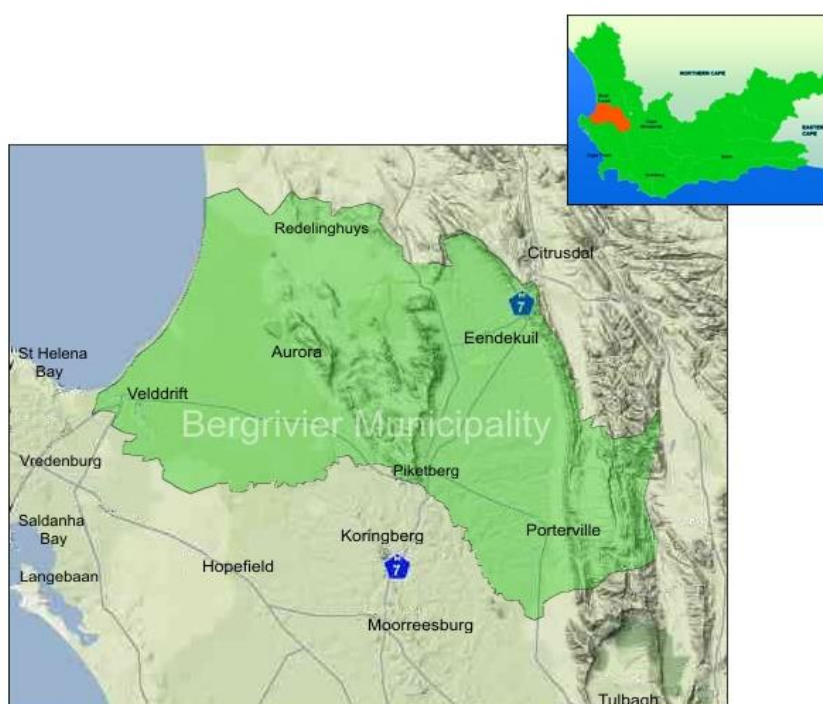 NORTHERN CAPE
EASTERN
CAPE
Redelinghuys
Citrusdal
N
7
Eendekuil
Aurora
St Helena
Bay
Velddrift
Bergrivier Municipality
Vredenburg
Piketberg
Saldanha
Bay
Koringberg
Porterville
N
7
Hopefield
Langebaan
Moorreesburg
Tulbagh